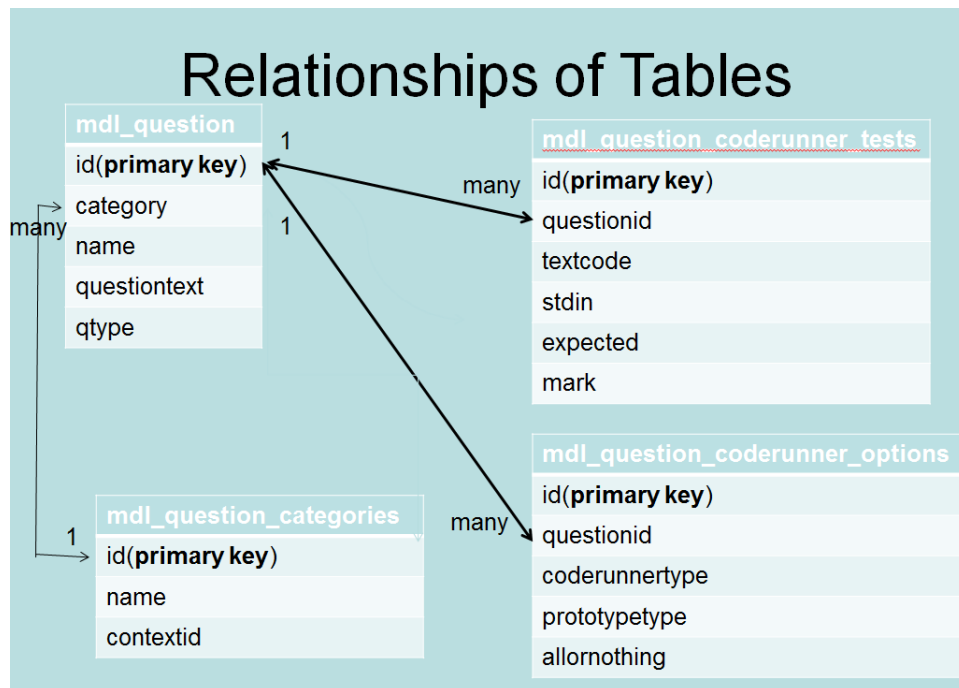 Relationships of Tables
mdl_question
id(primary key)
category
name
questiontext
qtype
1
1
many
many
mdl_question_coderunner_tests
id(primary key)
questionid
textcode
stdin
expected
mark
mdl_question_categories
id(primary key)
name
contextid
1
many
mdl_question_coderunner_options
id(primary key)
questionid
coderunnertype
prototypetype
allornothing